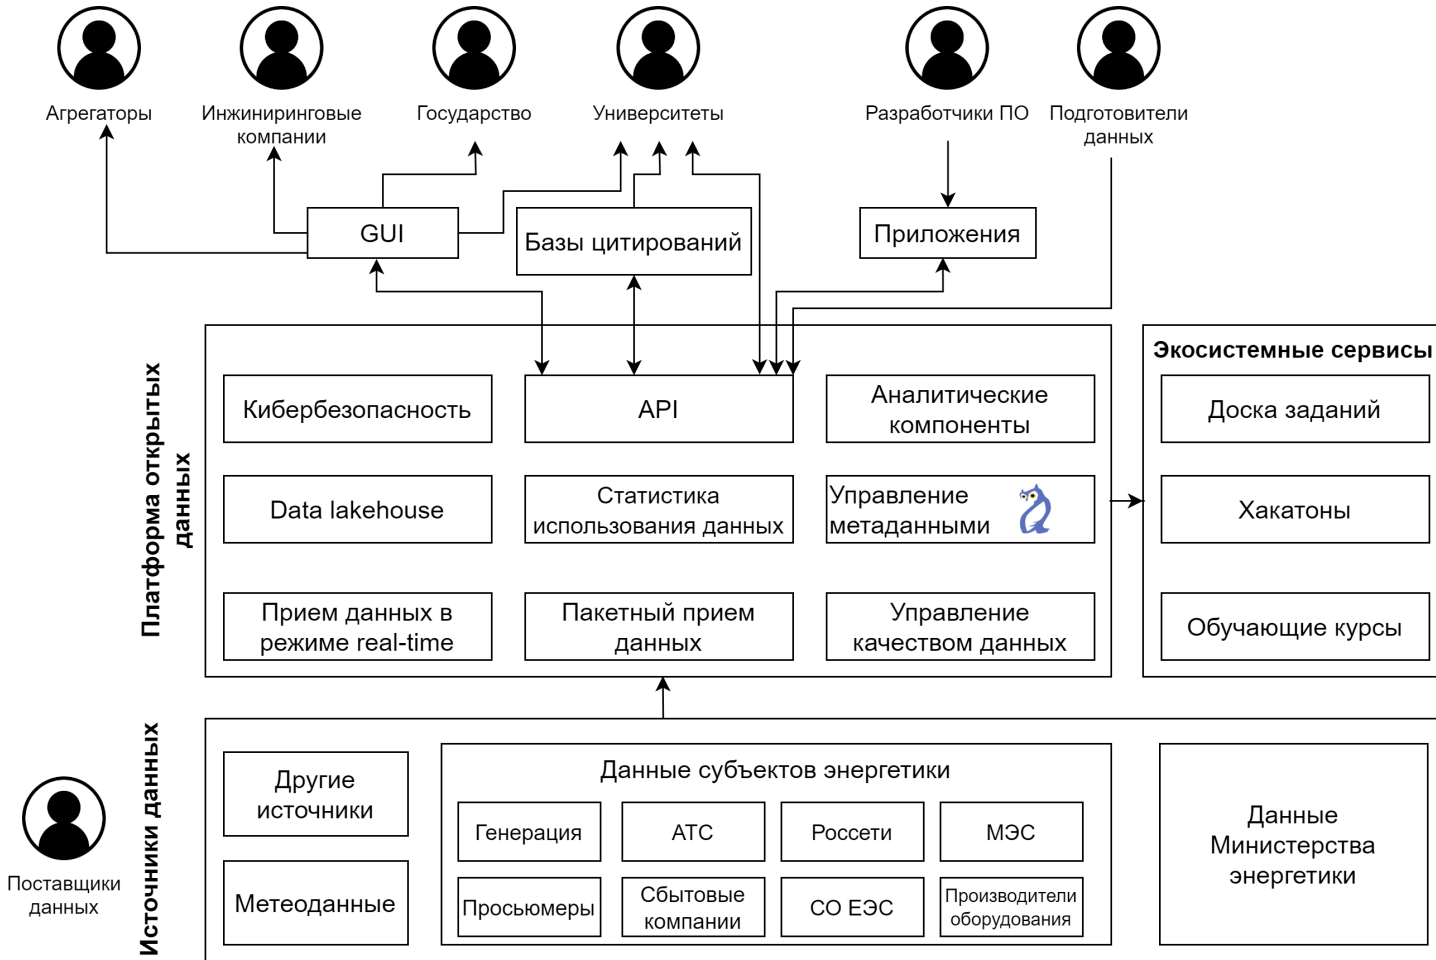 Агрегаторы
Инжиниринговые
компании
Государство
Университеты
Разработчики ПО
Подготовители
данных
GUI
Базы цитирований
Приложения
Платформа открытых
данных
Кибербезопасность
API
Аналитические
компоненты
Data lakehouse
Статистика
использования данных
Управление
метаданными
Прием данных в
режиме real-time
Пакетный прием
данных
Управление
качеством данных
Экосистемные сервисы
Доска заданий
Хакатоны
Обучающие курсы
Источники данных
Поставщики
данных
Другие
источники
Метеоданные
Данные субъектов энергетики
Генерация
АТС
Россети
МЭС
Просьюмеры
Сбытовые
компании
СО ЕЭС
Производители
оборудования
Данные
Министерства
энергетики